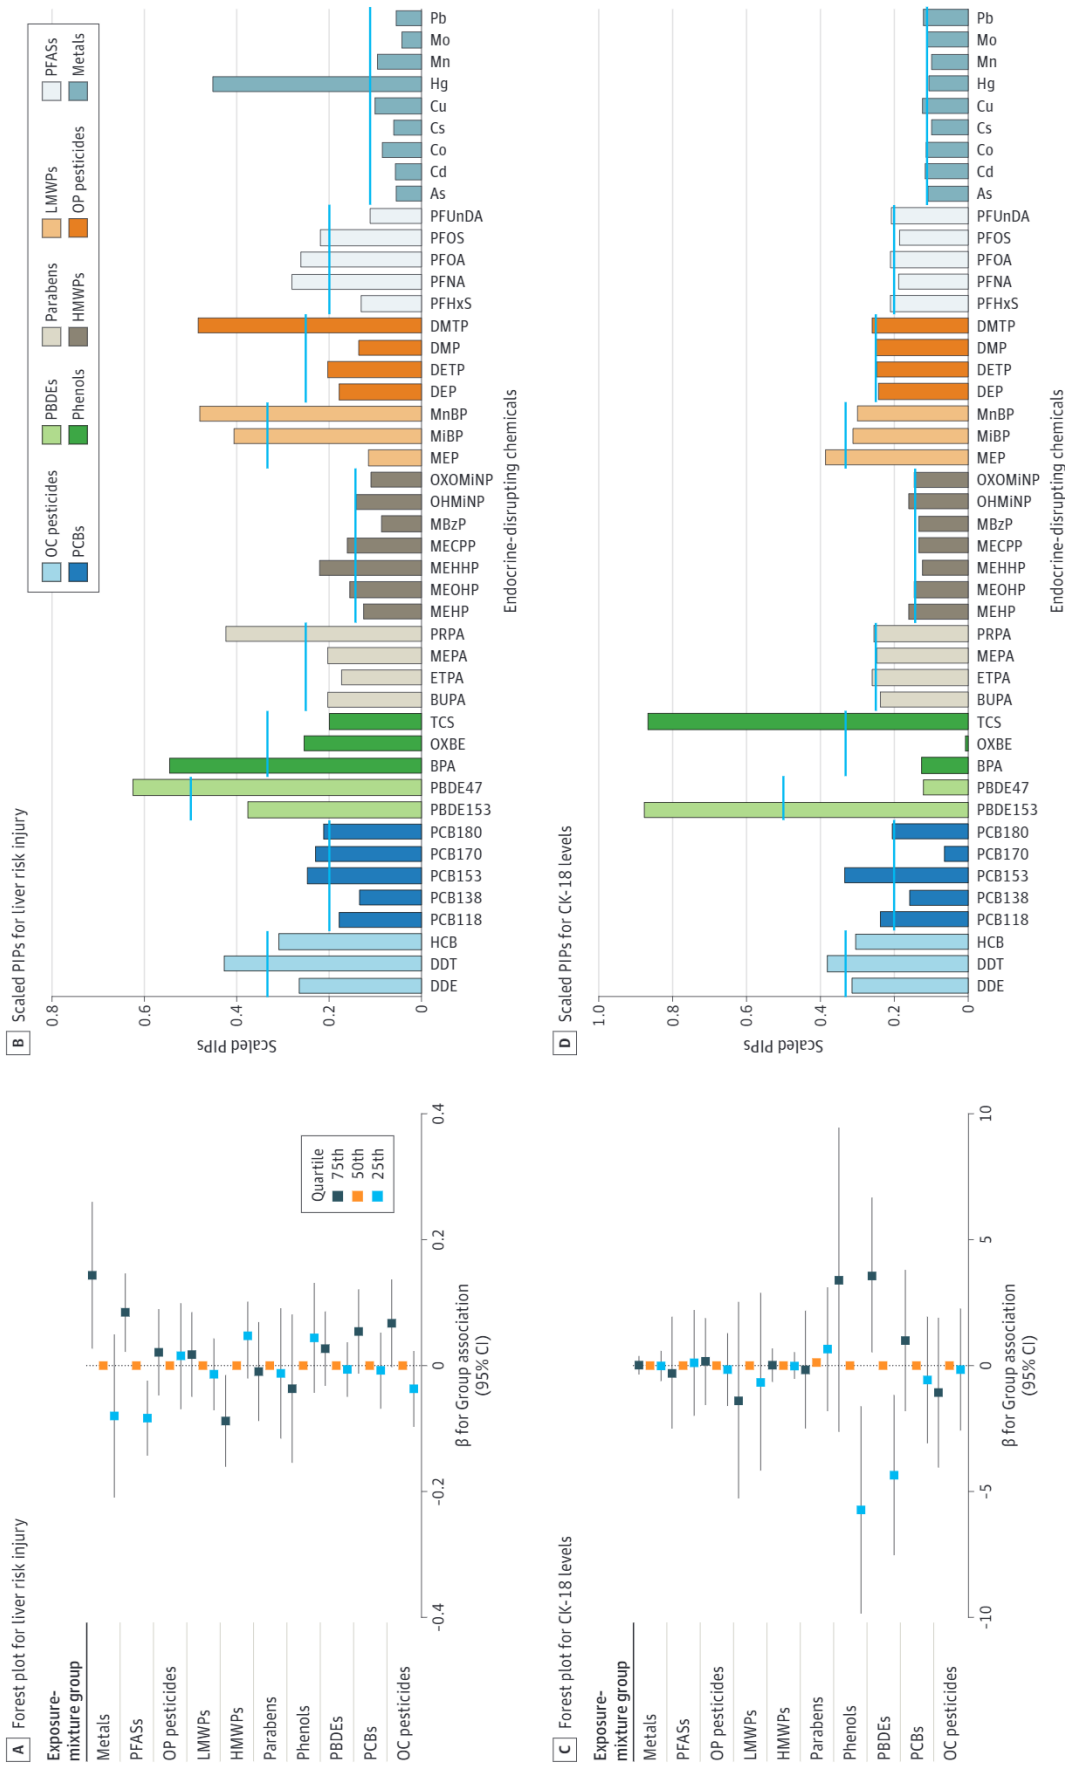 A Forest plot for liver risk injury
Exposure-
mixture group
Metals
PFASs
OP pesticides
LMWPs
HMWPs
Parabens
Phenols
PBDEs
PCBs
OC pesticides
Quartile
75th
50th
25th
-0.4
-0.2
0
0.2
0.4
β for Group association
(95% CI)
B Scaled PIPs for liver risk injury
OC pesticides
PBDEs
Parabens
LMWPs
PFASs
PCBs
Phenols
HMWPs
OP pesticides
Metals
Scaled PIPs
0.8
0.6
0.4
0.2
0
DDE
DDT
HCB
PCB118
PCB138
PCB153
PCB170
PCB180
PBDE153
PBDE47
BPA
OXBE
TCS
BUPA
ETPA
MEPA
PRPA
MEHP
MEOHP
MEHHP
MECPP
MBzP
OHMiNP
OXOMiNP
MEP
MiBP
MnBP
DEP
DETP
DMP
DMTP
PFHxS
PFNA
PFOA
PFOS
PFUnDA
As
Cd
Co
Cs
Cu
Hg
Mn
Mo
Pb
Endocrine-disrupting chemicals
C Forest plot for CK-18 levels
Exposure-
mixture group
Metals
PFASs
OP pesticides
LMWPs
HMWPs
Parabens
Phenols
PBDEs
PCBs
OC pesticides
-10
-5
0
5
10
β for Group association
(95% CI)
D Scaled PIPs for CK-18 levels
Scaled PIPs
1.0
0.8
0.6
0.4
0.2
0
DDE
DDT
HCB
PCB118
PCB138
PCB153
PCB170
PCB180
PBDE153
PBDE47
BPA
OXBE
TCS
BUPA
ETPA
MEPA
PRPA
MEHP
MEOHP
MEHHP
MECPP
MBzP
OHMiNP
OXOMiNP
MEP
MiBP
MnBP
DEP
DETP
DMP
DMTP
PFHxS
PFNA
PFOA
PFOS
PFUnDA
As
Cd
Co
Cs
Cu
Hg
Mn
Mo
Pb
Endocrine-disrupting chemicals